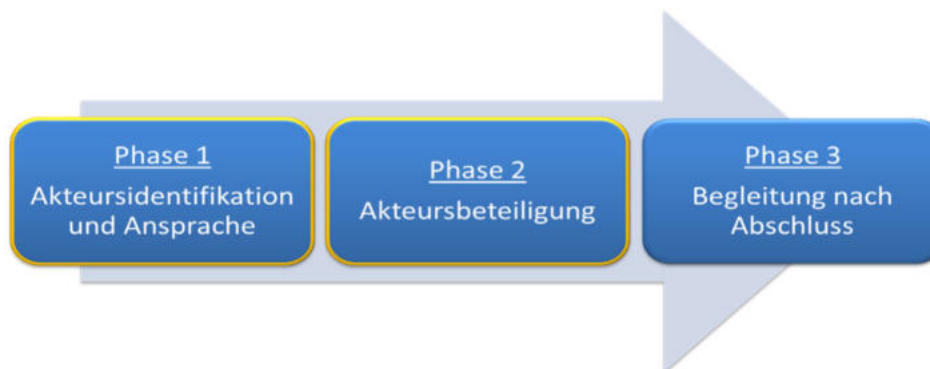 Phase 1
Akteursidentifikation
und Ansprache
Phase 2
Akteursbeteiligung
Phase 3
Begleitung nach
Abschluss